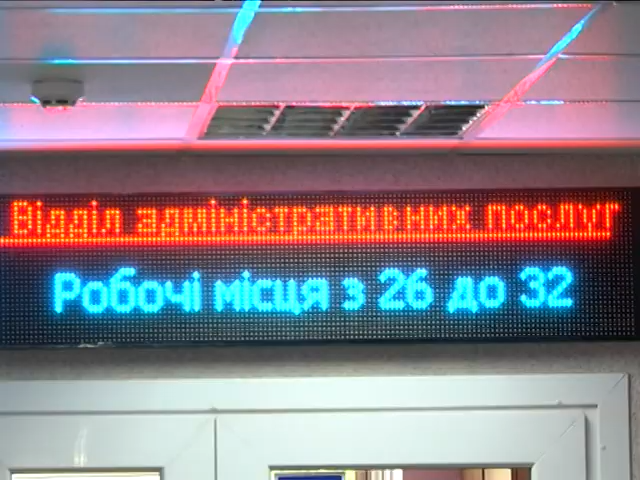 Відділ адміністративних послуг
Робочі місця з 26 до 32